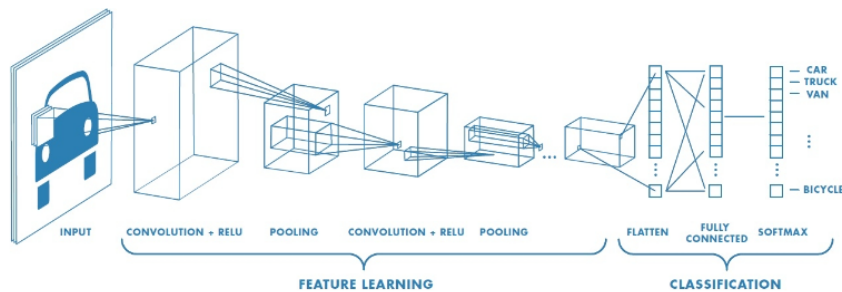 CAR
TRUCK
VAN
BICYCLE
INPUT
CONVOLUTION + RELU
POOLING
CONVOLUTION + RELU
POOLING
FLATTEN
FULLY
CONNECTED
SOFTMAX
FEATURE LEARNING
CLASSIFICATION